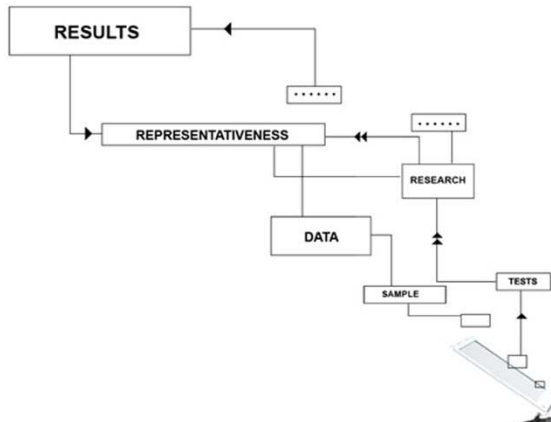 RESULTS
......
......
REPRESENTATIVENESS
RESEARCH
DATA
TESTS
SAMPLE